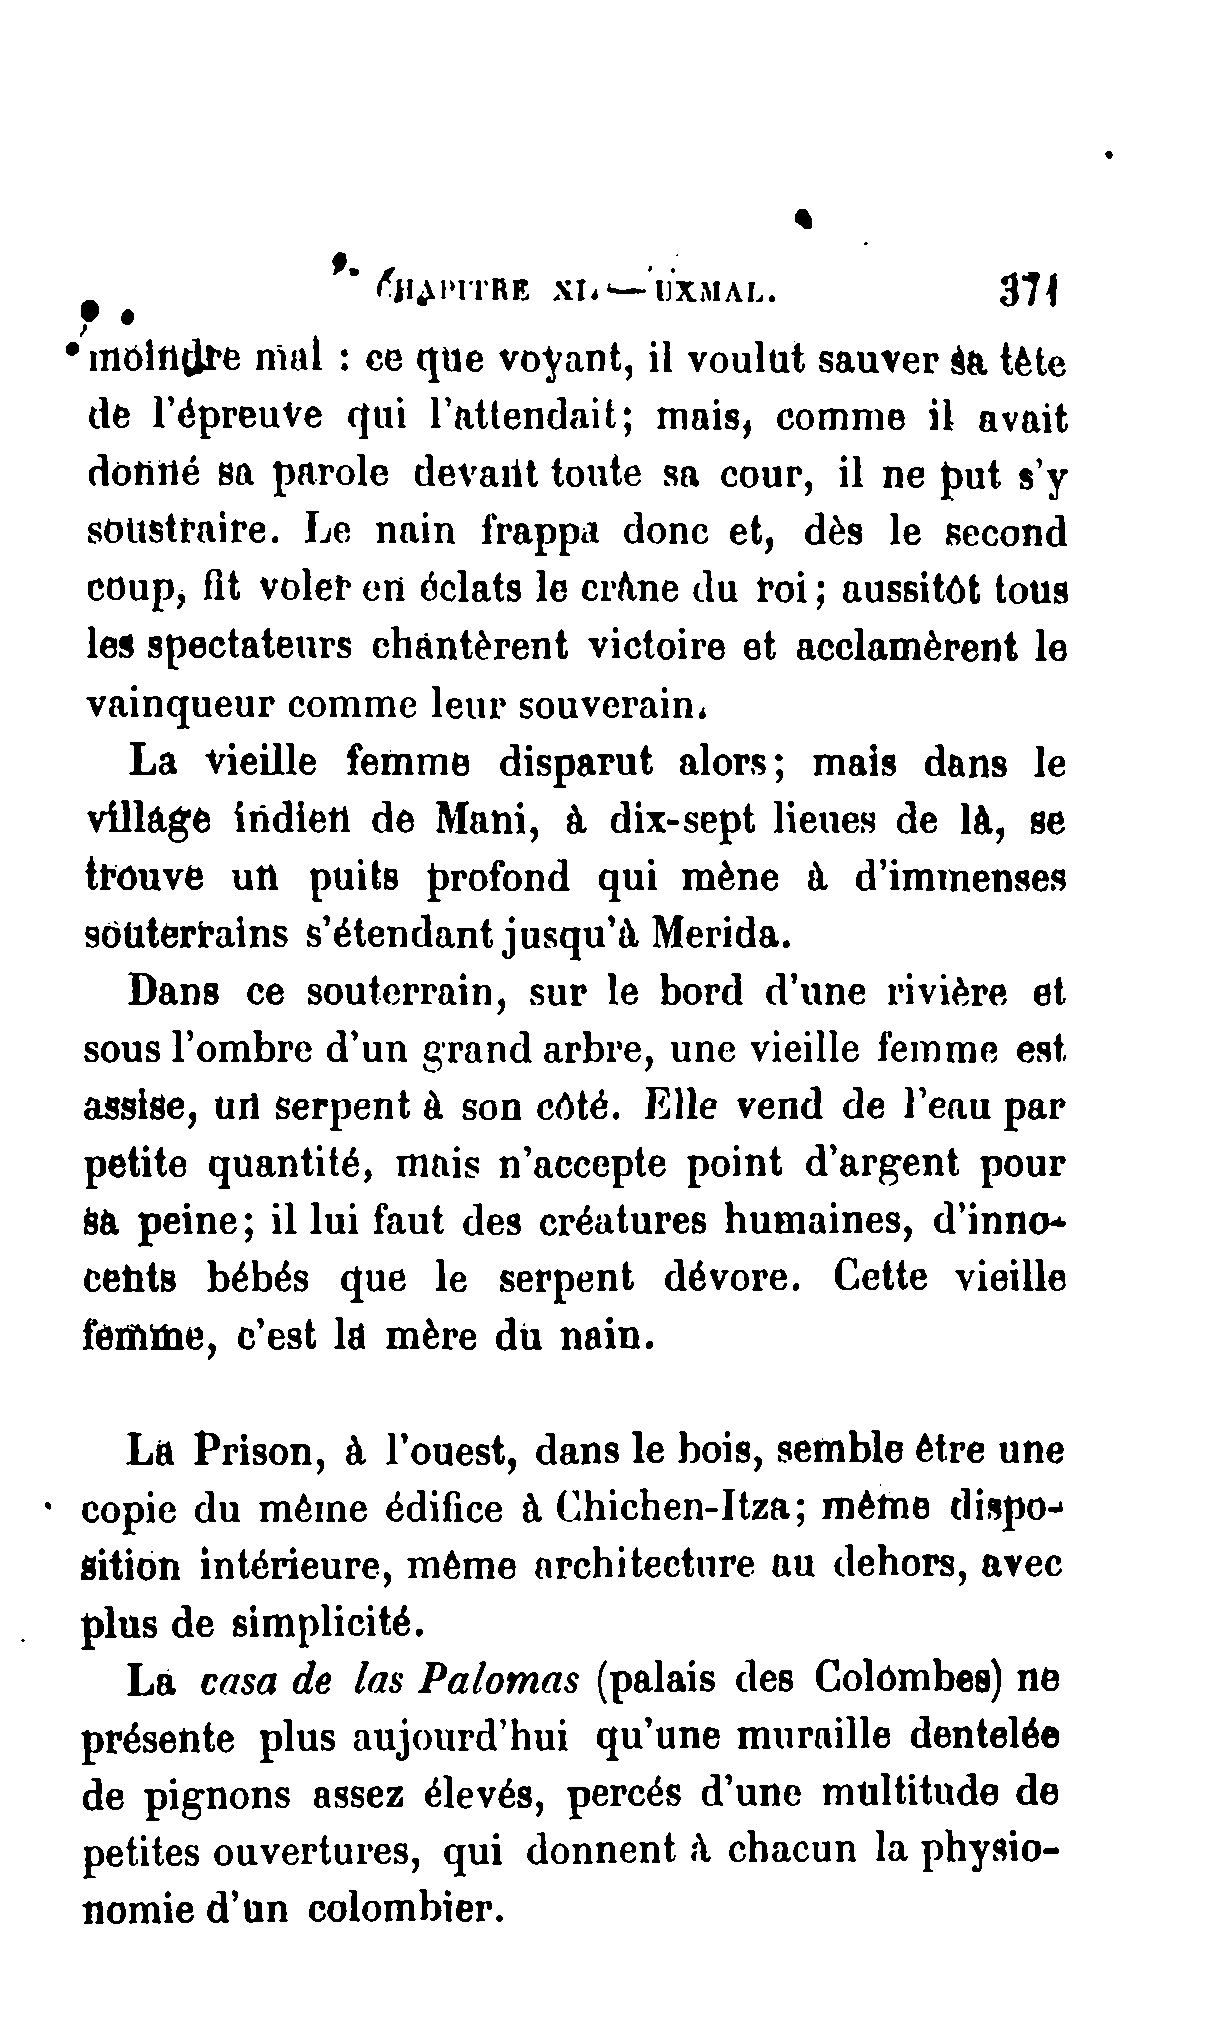 CHAPITRE XI. — UXMAL. 371
moindre mal : ce que voyant, il voulut sauver sa tête
de l'épreuve qui l'attendait; mais, comme il avait
donné sa parole devant toute sa cour, il ne put s'y
soustraire. Le nain frappa donc et, dès le second
coup, fit voler en éclats le crâne du roi; aussitôt tous
les spectateurs chantèrent victoire et acclamèrent le
vainqueur comme leur souverain.
La vieille femme disparut alors; mais dans le
village indien de Mani, à dix-sept lieues de là, se
trouve un puits profond qui mène à d'immenses
souterrains s'étendant jusqu'à Merida.
Dans ce souterrain, sur le bord d'une rivière et
sous l'ombre d'un grand arbre, une vieille femme est
assise, un serpent à son côté. Elle vend de l'eau par
petite quantité, mais n'accepte point d'argent pour
sa peine; il lui faut des créatures humaines, d'inno-
cents bébés que le serpent dévore. Cette vieille
femme, c'est la mère du nain.
La Prison, à l'ouest, dans le bois, semble être une
copie du même édifice à Chichen-Itza; même dispo-
sition intérieure, même architecture au dehors, avec
plus de simplicité.
La casa de las Palomas (palais des Colombes) ne
présente plus aujourd'hui qu'une muraille dentelée
de pignons assez élevés, percés d'une multitude de
petites ouvertures, qui donnent à chacun la physio-
nomie d'un colombier.